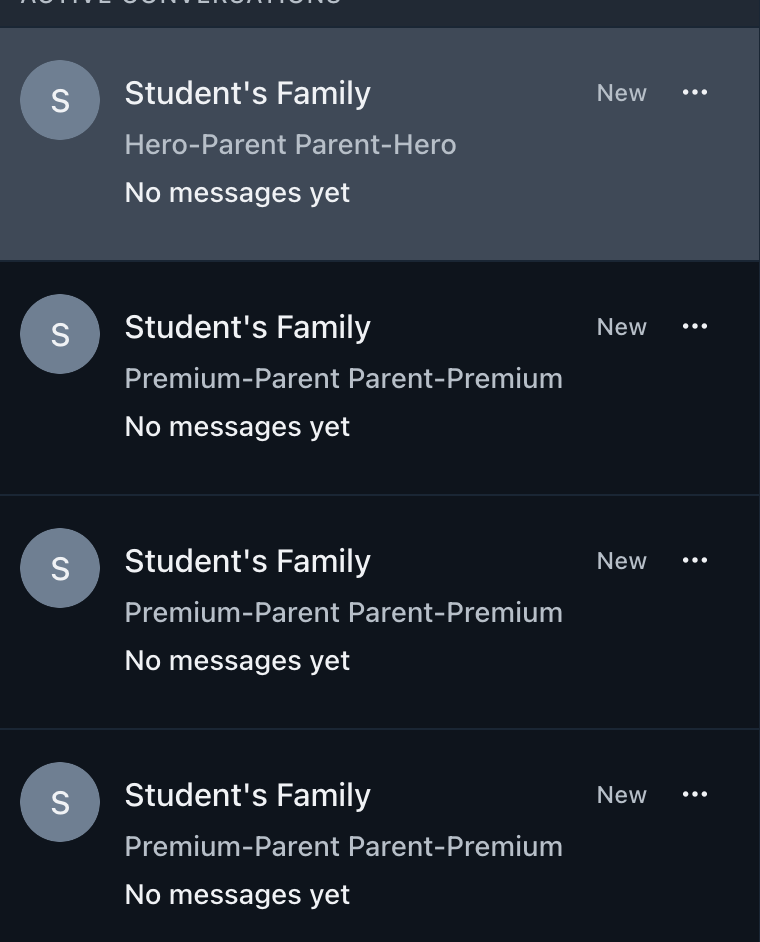 ACTIVE CONVERSATIONS
S
Student's Family
New
Hero-Parent Parent-Hero
No messages yet
S
Student's Family
New
Premium-Parent Parent-Premium
No messages yet
S
Student's Family
New
Premium-Parent Parent-Premium
No messages yet
S
Student's Family
New
Premium-Parent Parent-Premium
No messages yet